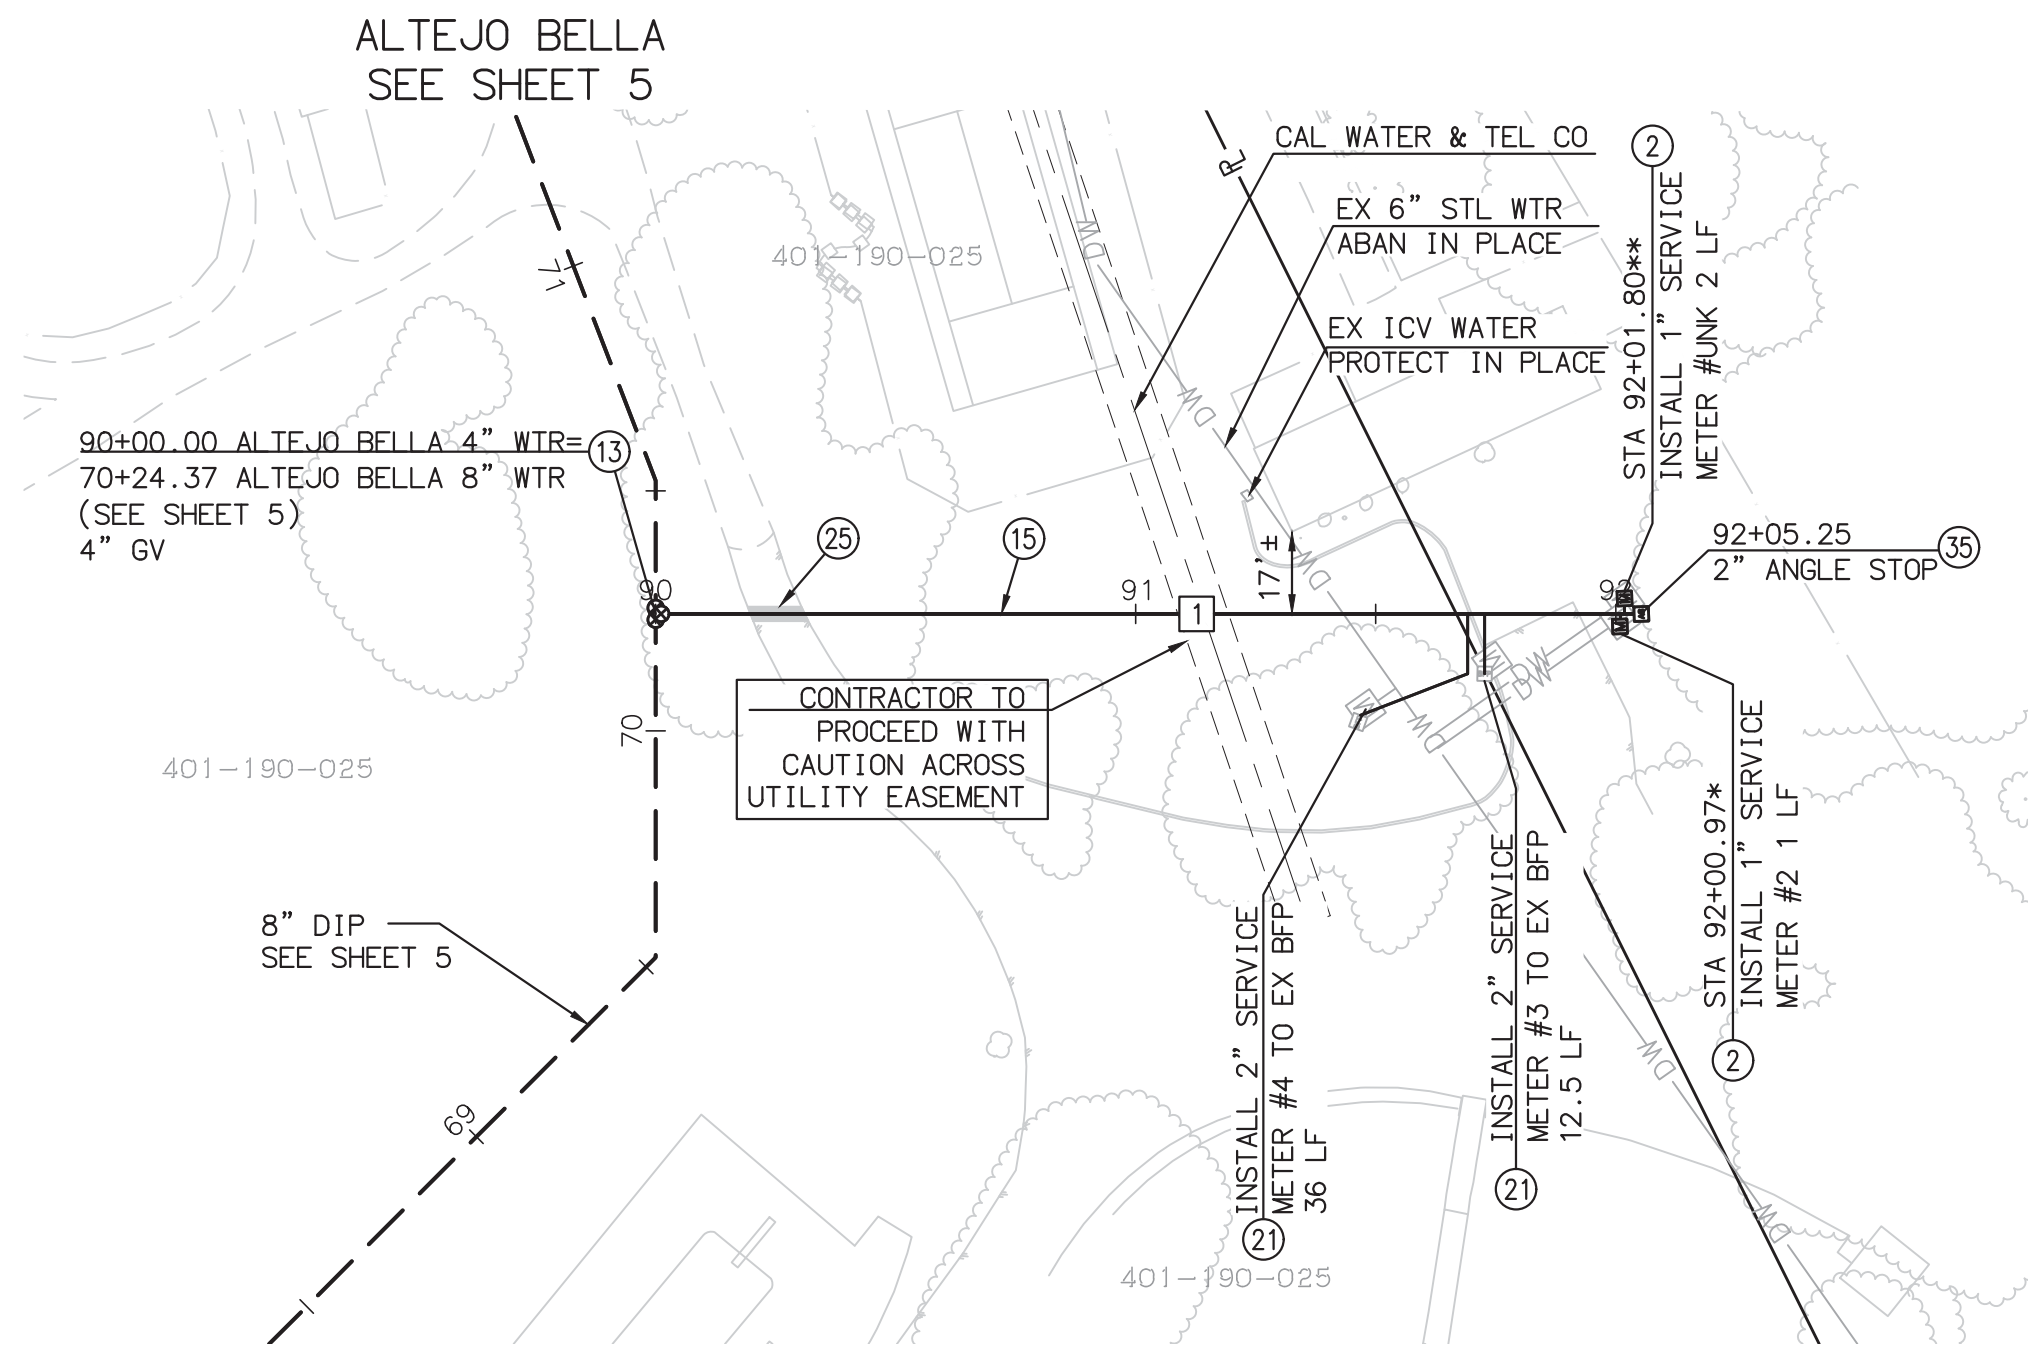 ALTEJO BELLA
SEE SHEET 5
CAL WATER & TEL CO
2
PL
EX 6" STL WTR
ABAN IN PLACE
401-190-025
DW
71
EX ICV WATER
PROTECT IN PLACE
STA 92+01.80**
INSTALL 1" SERVICE
METER #UNK 2 LF
DW
90+00.00 ALTEJO BELLA 4" WTR=
13
70+24.37 ALTEJO BELLA 8" WTR
(SEE SHEET 5)
4" GV
25
15
17'±
DW
92+05.25
35
2" ANGLE STOP
90
91
1
92
M
M
W
DW
CONTRACTOR TO
PROCEED WITH
CAUTION ACROSS
UTILITY EASEMENT
W
DW
70
401-190-025
STA 92+00.97*
INSTALL 1" SERVICE
METER #2 1 LF
2
8" DIP
SEE SHEET 5
INSTALL 2" SERVICE
METER #4 TO EX BFP
36 LF
21
INSTALL 2" SERVICE
METER #3 TO EX BFP
12.5 LF
21
DW
69
DW
401-190-025